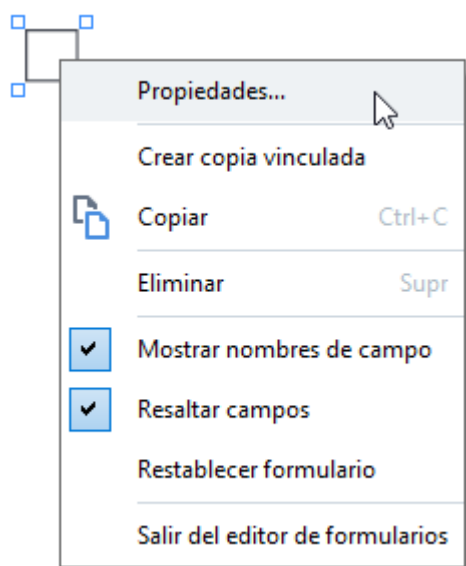 Propiedades...
Crear copia vinculada
Copiar Ctrl+C
Eliminar Supr
Mostrar nombres de campo
Resaltar campos
Restablecer formulario
Salir del editor de formularios